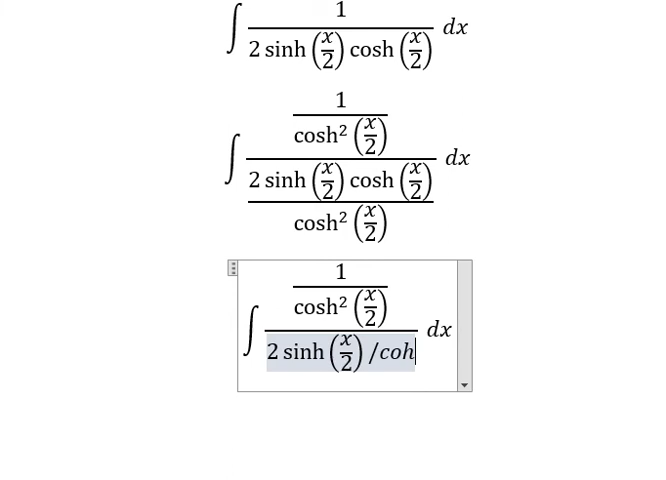 ∫ 1 / (2 sinh (x/2) cosh (x/2)) dx
∫ (1 / cosh² (x/2)) / ((2 sinh (x/2) cosh (x/2)) / cosh² (x/2)) dx
∫ (1 / cosh² (x/2)) / (2 sinh (x/2) /coh) dx